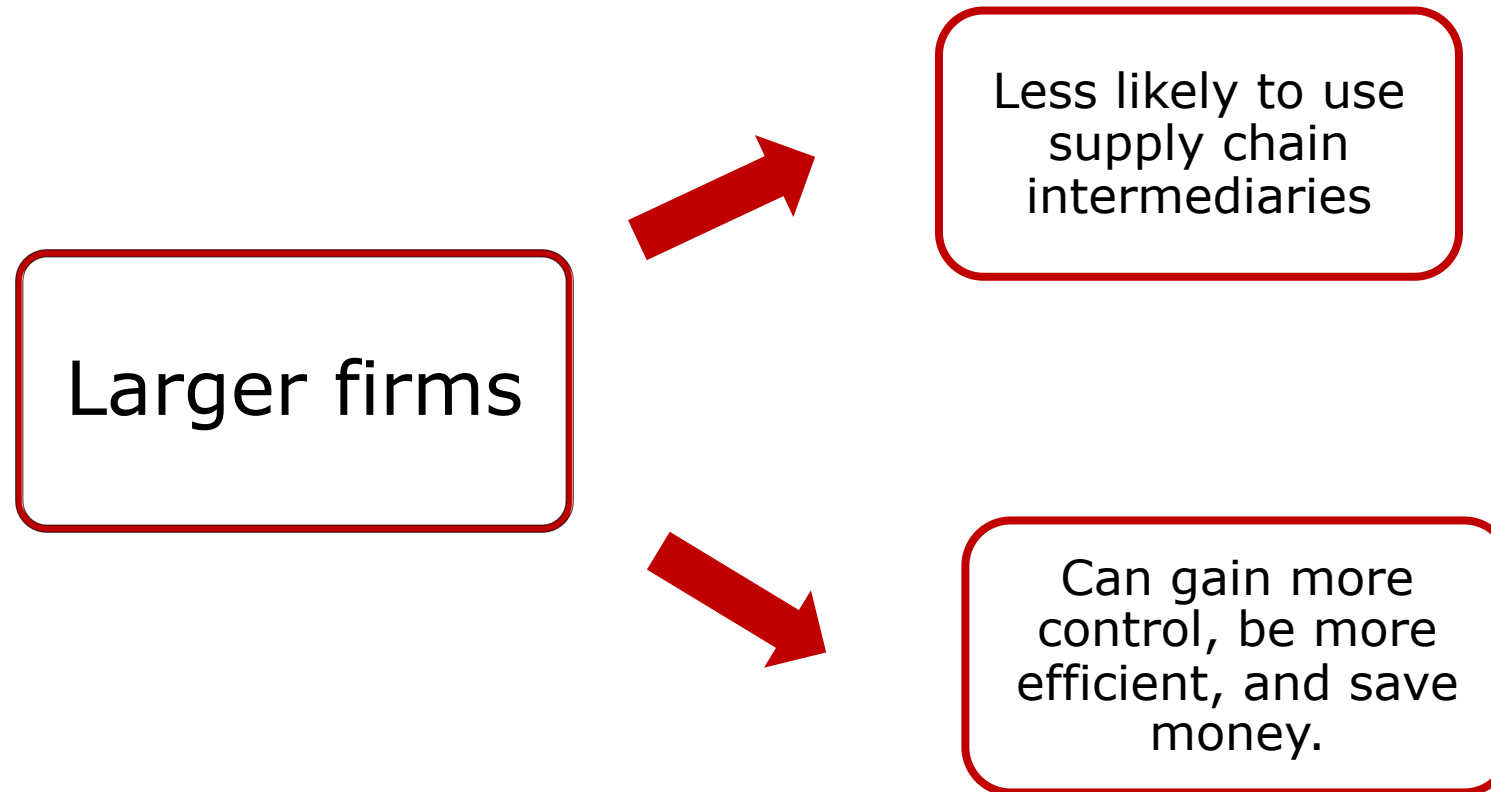 Less likely to use
supply chain
intermediaries
Larger firms
Can gain more
control, be more
efficient, and save
money.